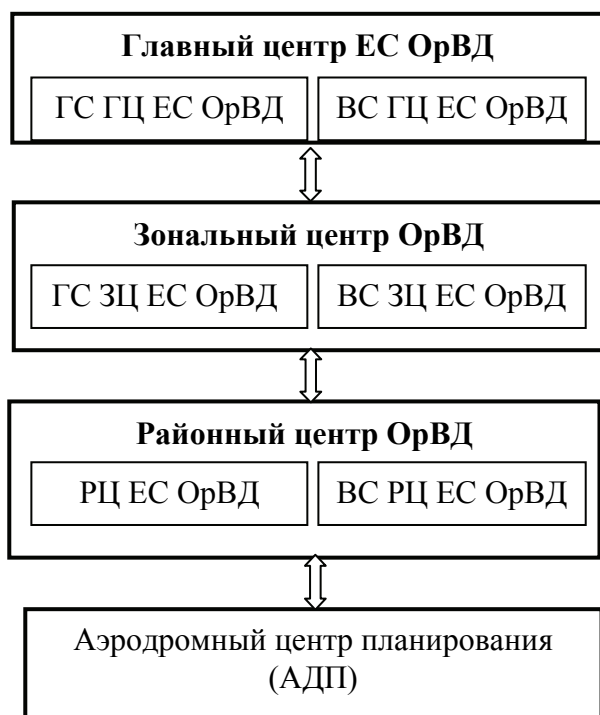 Главный центр ЕС ОрВД
ГС ГЦ ЕС ОрВД
ВС ГЦ ЕС ОрВД
Зональный центр ОрВД
ГС ЗЦ ЕС ОрВД
ВС ЗЦ ЕС ОрВД
Районный центр ОрВД
РЦ ЕС ОрВД
ВС РЦ ЕС ОрВД
Аэродромный центр планирования
(АДП)